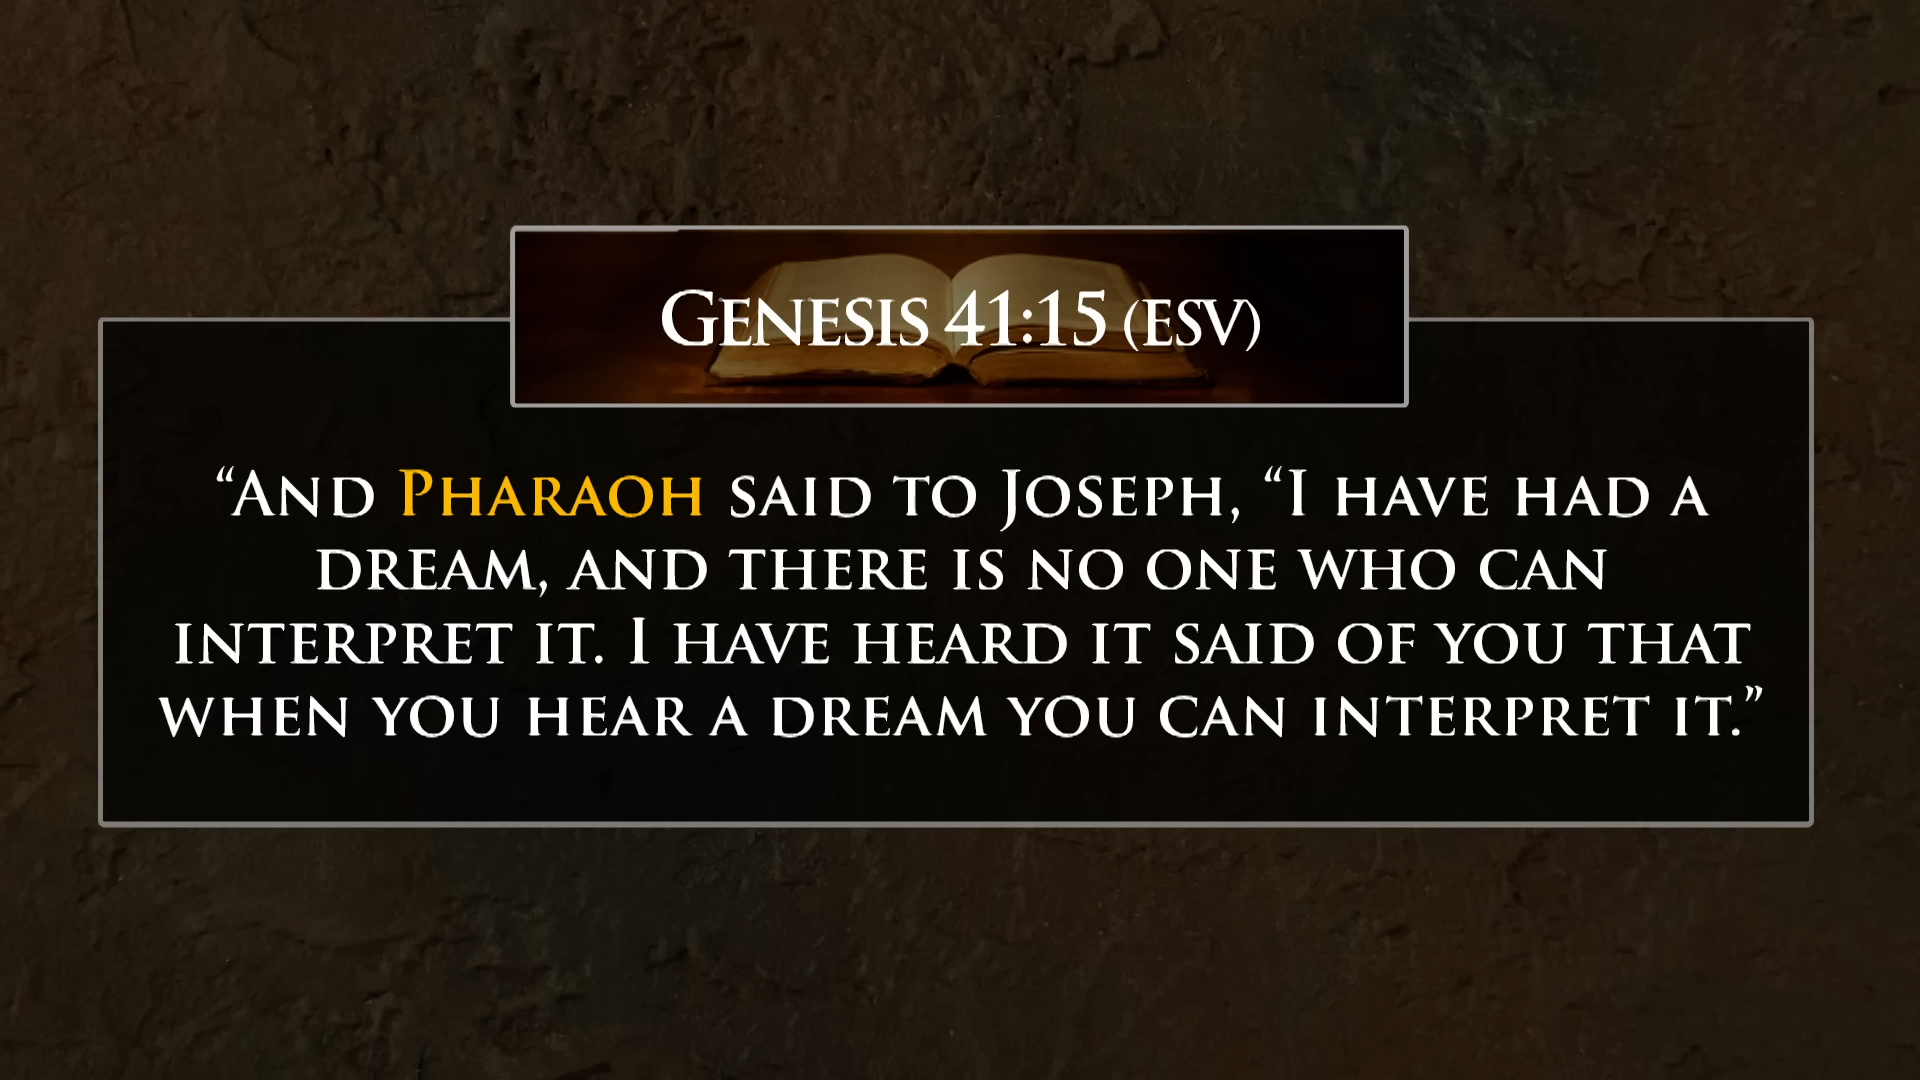 Genesis 41:15 (ESV)
“And Pharaoh said to Joseph, “I have had a
dream, and there is no one who can
interpret it. I have heard it said of you that
when you hear a dream you can interpret it.”